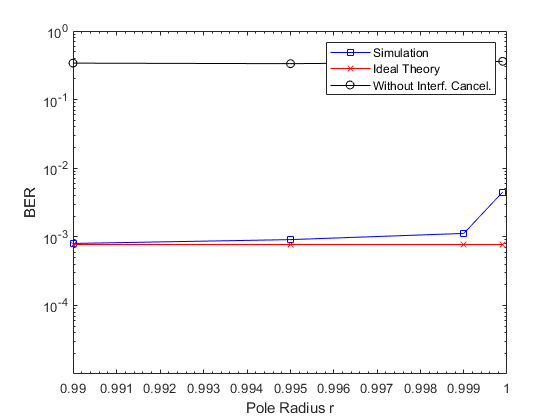 10^0
Simulation
Ideal Theory
Without Interf. Cancel.
10^-1
10^-2
BER
10^-3
10^-4
0.99 0.991 0.992 0.993 0.994 0.995 0.996 0.997 0.998 0.999 1
Pole Radius r